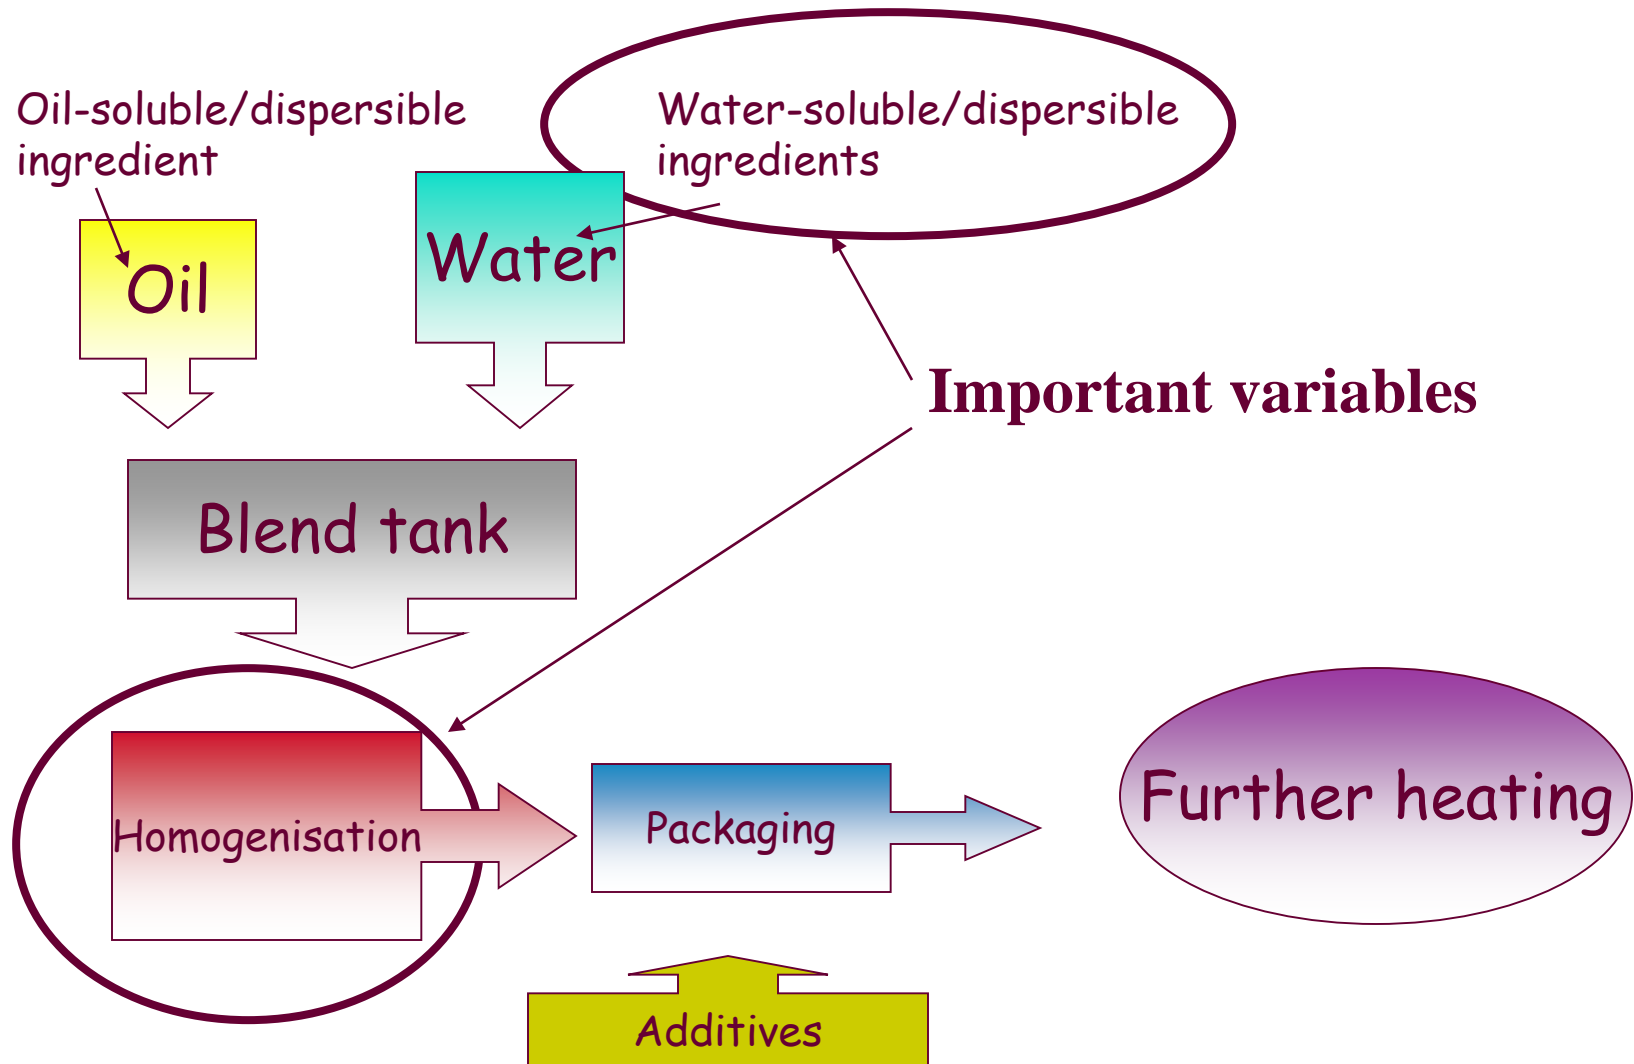 Oil-soluble/dispersible
ingredient
Water-soluble/dispersible
ingredients
Oil
Water
Important variables
Blend tank
Homogenisation
Packaging
Further heating
Additives